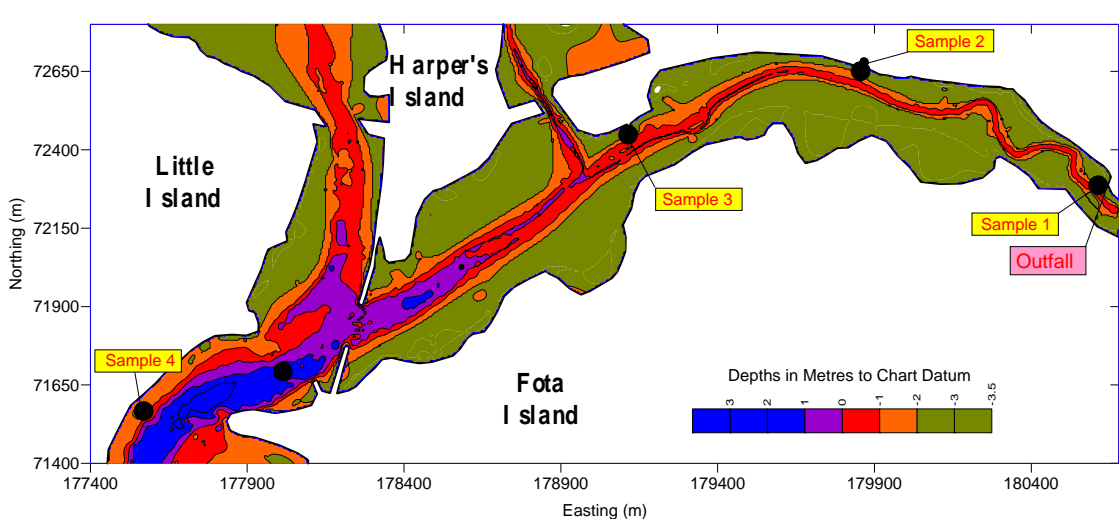 Northing (m)
72650
72400
72150
71900
71650
71400
177400
177900
178400
178900
179400
179900
180400
Easting (m)
Harper's
Island
Little
Island
Fota
Island
Sample 2
Sample 3
Sample 1
Outfall
Sample 4
Depths in Metres to Chart Datum
3
2
1
0
-1
-2
-3
-3.5